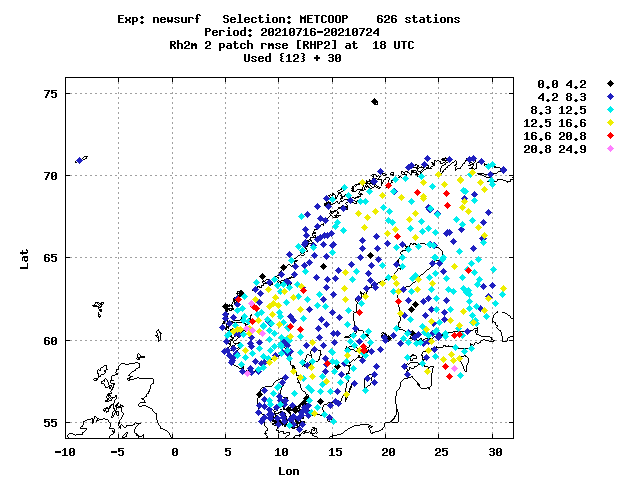 Exp: newsurf   Selection: METCOOP    626 stations
Period: 20210716-20210724
Rh2m 2 patch rmse [RHP2] at  18 UTC
Used {12} + 30
0.0 4.2
4.2 8.3
8.3 12.5
12.5 16.6
16.6 20.8
20.8 24.9
75
70
65
60
55
Lat
-10 -5 0 5 10 15 20 25 30
Lon